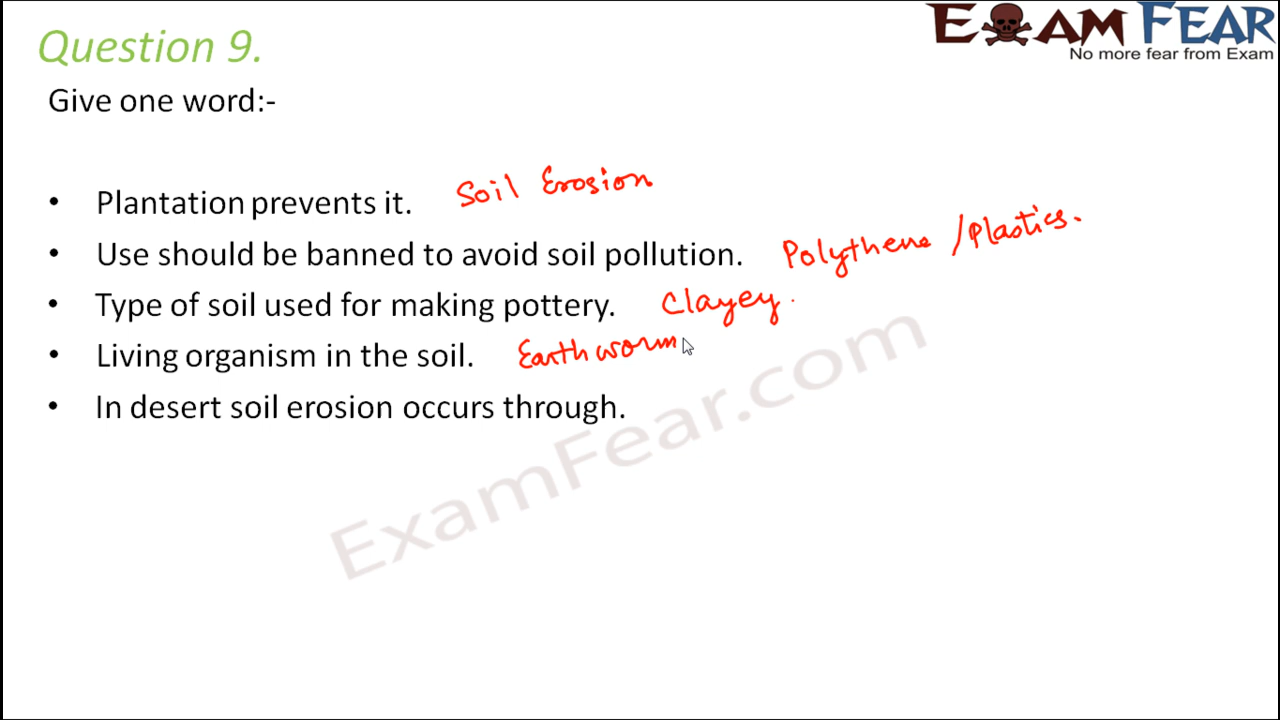 Question 9.
EXAM FEAR
No more fear from Exam
Give one word:-
• Plantation prevents it. Soil Erosion
• Use should be banned to avoid soil pollution. Polythene /Plastics.
• Type of soil used for making pottery. Clayey.
• Living organism in the soil. Earthworm
• In desert soil erosion occurs through.
ExamFear.com